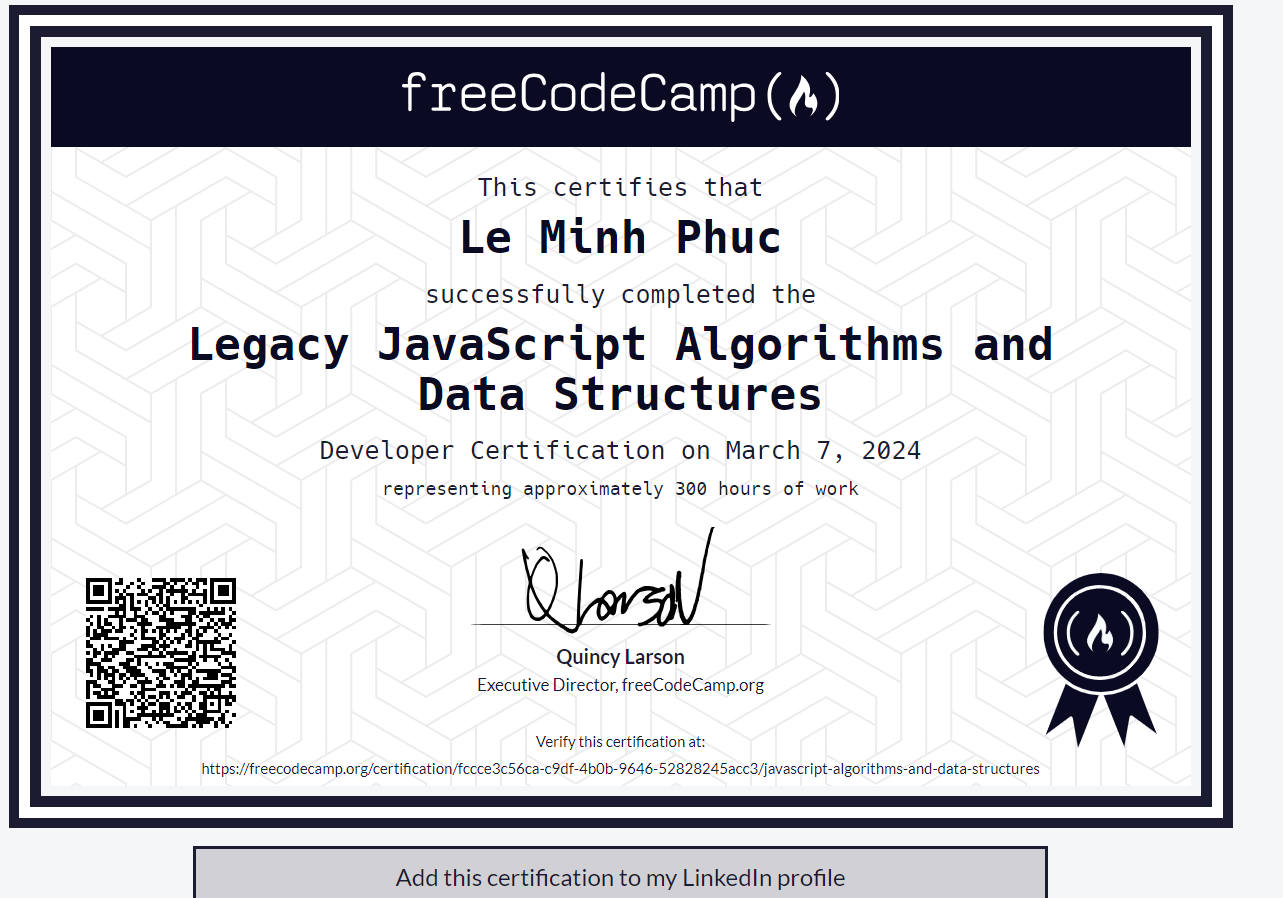 freeCodeCamp
This certifies that
Le Minh Phuc
successfully completed the
Legacy JavaScript Algorithms and
Data Structures
Developer Certification on March 7, 2024
representing approximately 300 hours of work
Quincy Larson
Executive Director, freeCodeCamp.org
Verify this certification at:
https://freecodecamp.org/certification/fccce3c56ca-c9df-4b0b-9646-52828245acc3/javascript-algorithms-and-data-structures
Add this certification to my LinkedIn profile